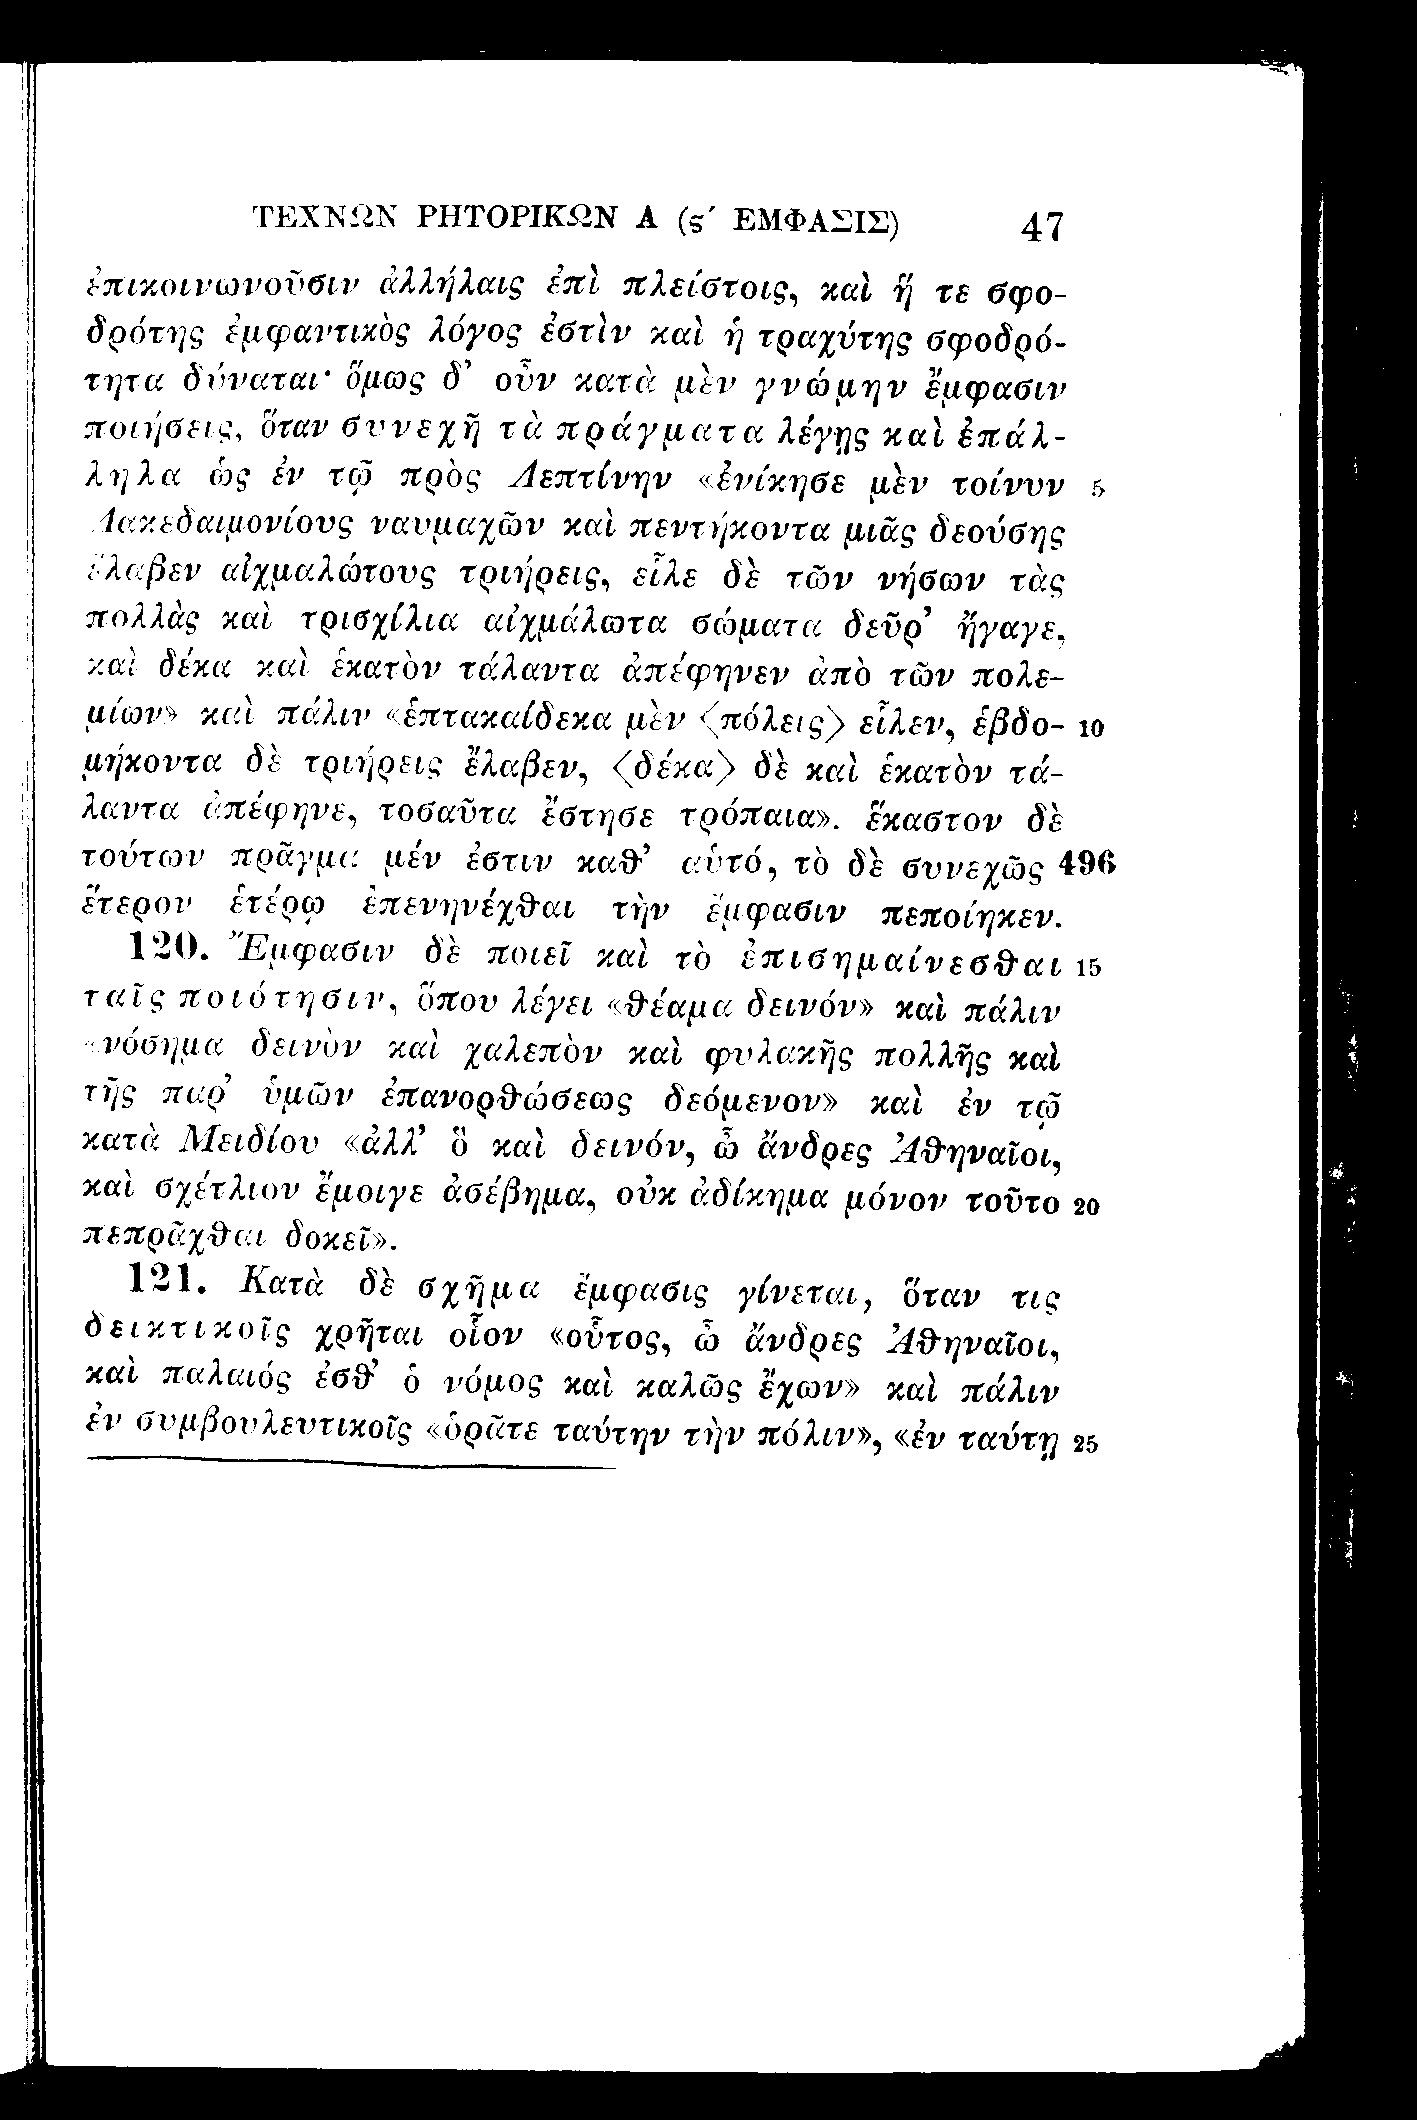 ΤΕΧΝΩΝ ΡΗΤΟΡΙΚΩΝ Α (ϛ´ ΕΜΦΑΣΙΣ) 47
ἐπικοινωνοῦσιν ἀλλήλαις ἐπὶ πλείστοις, καὶ ἥ τε σφο-
δρότης ἐμφαντικὸς λόγος ἐστὶν καὶ ἡ τραχύτης σφοδρό-
τητα δύναται· ὅμως δ’ οὖν κατὰ μὲν γνώμην ἔμφασιν
ποιήσεις, ὅταν συνεχῆ τὰ πράγματα λέγῃς καὶ ἐπάλ-
ληλα ὡς ἐν τῷ πρὸς Λεπτίνην «ἐνίκησε μὲν τοίνυν 5
Λακεδαιμονίους ναυμαχῶν καὶ πεντήκοντα μιᾶς δεούσης
ἔλαβεν αἰχμαλώτους τριήρεις, εἷλε δὲ τῶν νήσων τὰς
πολλὰς καὶ τρισχίλια αἰχμάλωτα σώματα δεῦρ’ ἤγαγε,
καὶ δέκα καὶ ἑκατὸν τάλαντα ἀπέφηνεν ἀπὸ τῶν πολε-
μίων» καὶ πάλιν «ἑπτακαίδεκα μὲν <πόλεις> εἷλεν, ἑβδο- 10
μήκοντα δὲ τριήρεις ἔλαβεν, <δέκα> δὲ καὶ ἑκατὸν τά-
λαντα ἀπέφηνε, τοσαῦτα ἔστησε τρόπαια». ἕκαστον δὲ
τούτων πρᾶγμα μέν ἐστιν καθ’ αὑτό, τὸ δὲ συνεχῶς 496
ἕτερον ἑτέρῳ ἐπενηνέχθαι τὴν ἔμφασιν πεποίηκεν.
120. Ἔμφασιν δὲ ποιεῖ καὶ τὸ ἐπισημαίνεσθαι 15
ταῖς ποιότησιν, ὅπου λέγει «θέαμα δεινόν» καὶ πάλιν
«νόσημα δεινὸν καὶ χαλεπὸν καὶ φυλακῆς πολλῆς καὶ
τῆς παρ’ ὑμῶν ἐπανορθώσεως δεόμενον» καὶ ἐν τῷ
κατὰ Μειδίου «ἀλλ’ ὃ καὶ δεινόν, ὦ ἄνδρες Ἀθηναῖοι,
καὶ σχέτλιον ἔμοιγε ἀσέβημα, οὐκ ἀδίκημα μόνον τοῦτο 20
πεπρᾶχθαι δοκεῖ».
121. Κατὰ δὲ σχῆμα ἔμφασις γίνεται, ὅταν τις
δεικτικοῖς χρῆται οἷον «οὗτος, ὦ ἄνδρες Ἀθηναῖοι,
καὶ παλαιός ἐσθ’ ὁ νόμος καὶ καλῶς ἔχων» καὶ πάλιν
ἐν συμβουλευτικοῖς «ὁρᾶτε ταύτην τὴν πόλιν», «ἐν ταύτῃ 25